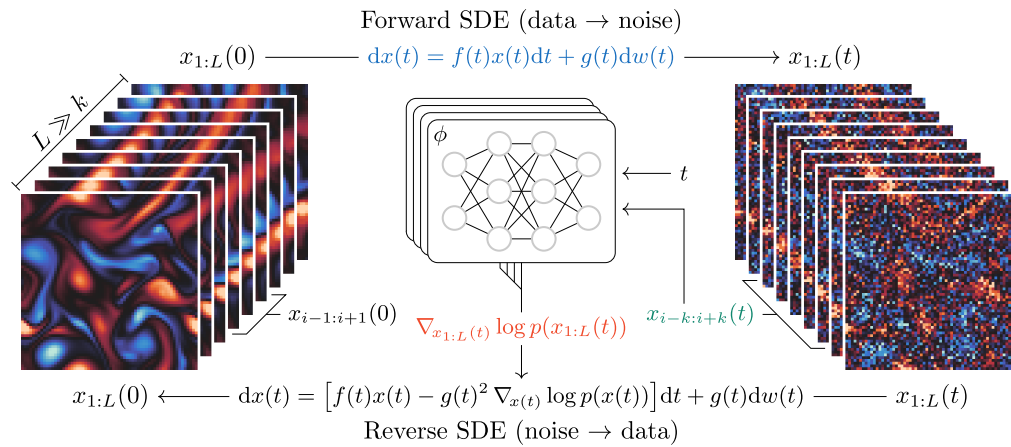 Forward SDE (data → noise)
x_{1:L}(0) dx(t) = f(t)x(t)dt + g(t)dw(t) x_{1:L}(t)
L ≫ k
ϕ
t
x_{i−1:i+1}(0) ∇_{x_{1:L}(t)} log p(x_{1:L}(t)) x_{i−k:i+k}(t)
x_{1:L}(0) dx(t) = [f(t)x(t) − g(t)² ∇_{x(t)} log p(x(t))]dt + g(t)dw(t) x_{1:L}(t)
Reverse SDE (noise → data)